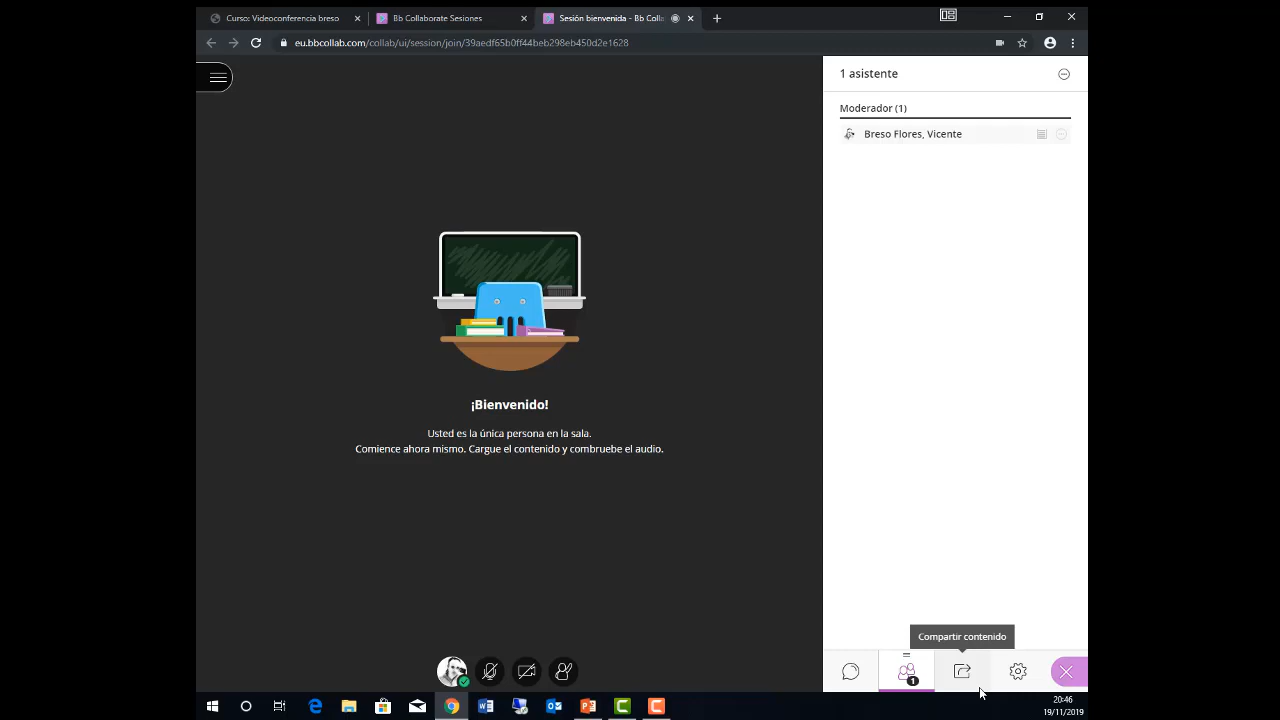 Curso: Videoconferencia breso
Bb Collaborate Sesiones
Sesión bienvenida - Bb Colla
eu.bbcollab.com/collab/ui/session/join/39aedf65b0ff44beb298eb450d2e1628
1 asistente
Moderador (1)
Breso Flores, Vicente
¡Bienvenido!
Usted es la única persona en la sala.
Comience ahora mismo. Cargue el contenido y combruebe el audio.
Compartir contenido
1
20:46
19/11/2019